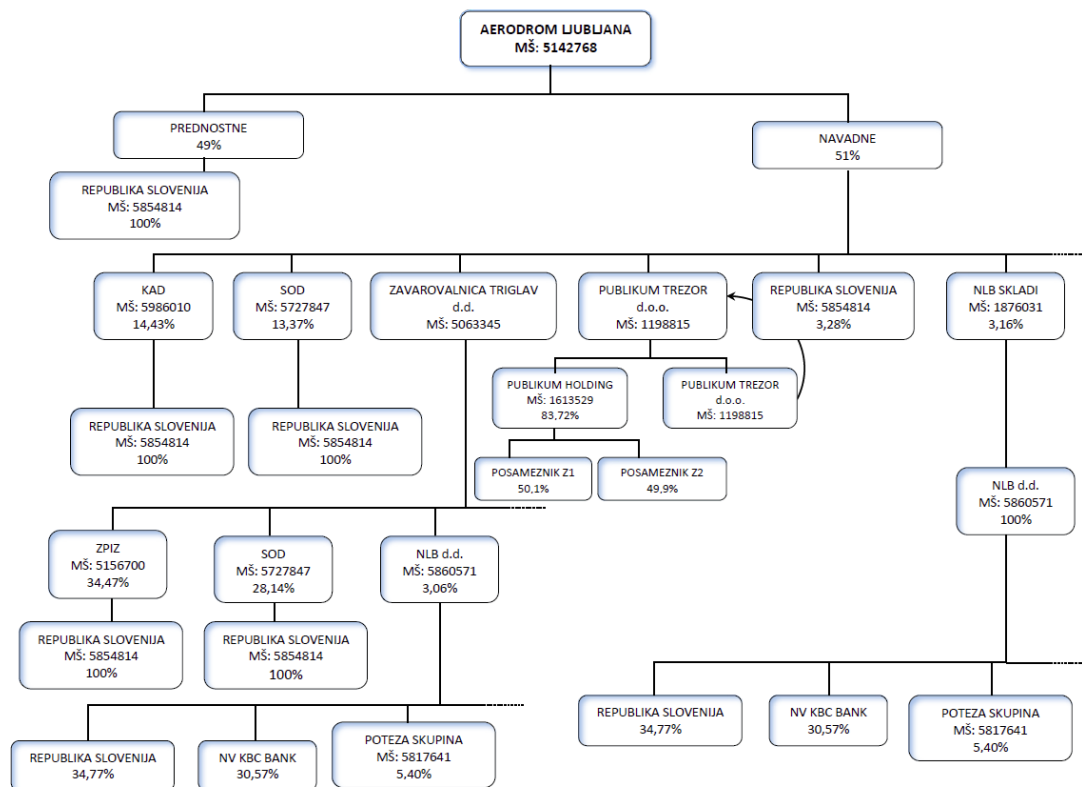 AERODROM LJUBLJANA
MŠ: 5142768
PREDNOSTNE
49%
NAVADNE
51%
REPUBLIKA SLOVENIJA
MŠ: 5854814
100%
KAD
MŠ: 5986010
14,43%
SOD
MŠ: 5727847
13,37%
ZAVAROVALNICA TRIGLAV
d.d.
MŠ: 5063345
PUBLIKUM TREZOR
d.o.o.
MŠ: 1198815
REPUBLIKA SLOVENIJA
MŠ: 5854814
3,28%
NLB SKLADI
MŠ: 1876031
3,16%
PUBLIKUM HOLDING
MŠ: 1613529
83,72%
PUBLIKUM TREZOR
d.o.o.
MŠ: 1198815
REPUBLIKA SLOVENIJA
MŠ: 5854814
100%
REPUBLIKA SLOVENIJA
MŠ: 5854814
100%
POSAMEZNIK Z1
50,1%
POSAMEZNIK Z2
49,9%
NLB d.d.
MŠ: 5860571
100%
ZPIZ
MŠ: 5156700
34,47%
SOD
MŠ: 5727847
28,14%
NLB d.d.
MŠ: 5860571
3,06%
REPUBLIKA SLOVENIJA
MŠ: 5854814
100%
REPUBLIKA SLOVENIJA
MŠ: 5854814
100%
REPUBLIKA SLOVENIJA
34,77%
NV KBC BANK
30,57%
POTEZA SKUPINA
MŠ: 5817641
5,40%
REPUBLIKA SLOVENIJA
34,77%
NV KBC BANK
30,57%
POTEZA SKUPINA
MŠ: 5817641
5,40%